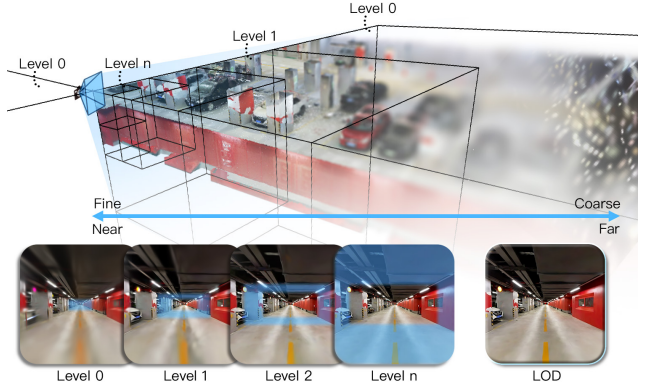 Level 0
Level 1
Level 0
Level n
Fine
Coarse
Near
Far
Level 0
Level 1
Level 2
Level n
LOD